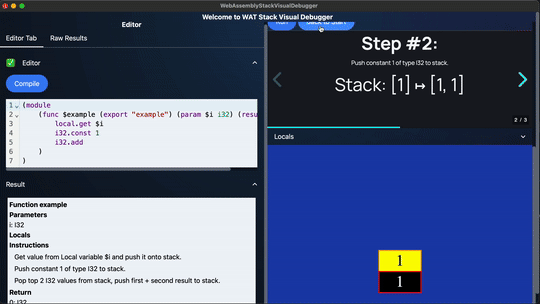 WebAssemblyStackVisualDebugger
Welcome to WAT Stack Visual Debugger
Editor
Editor Tab
Raw Results
Editor
Compile
1 (module
2 (func $example (export "example") (param $i i32) (resu
3 local.get $i
4 i32.const 1
5 i32.add
6 )
7 )
Result
Function example
Parameters
i: I32
Locals
Instructions
Get value from Local variable $i and push it onto stack.
Push constant 1 of type I32 to stack.
Pop top 2 I32 values from stack, push first + second result to stack.
Return
0: I32
Run
Back to Start
Step #2:
Push constant 1 of type I32 to stack.
Stack: [1] ↦ [1, 1]
2 / 3
Locals
1
1